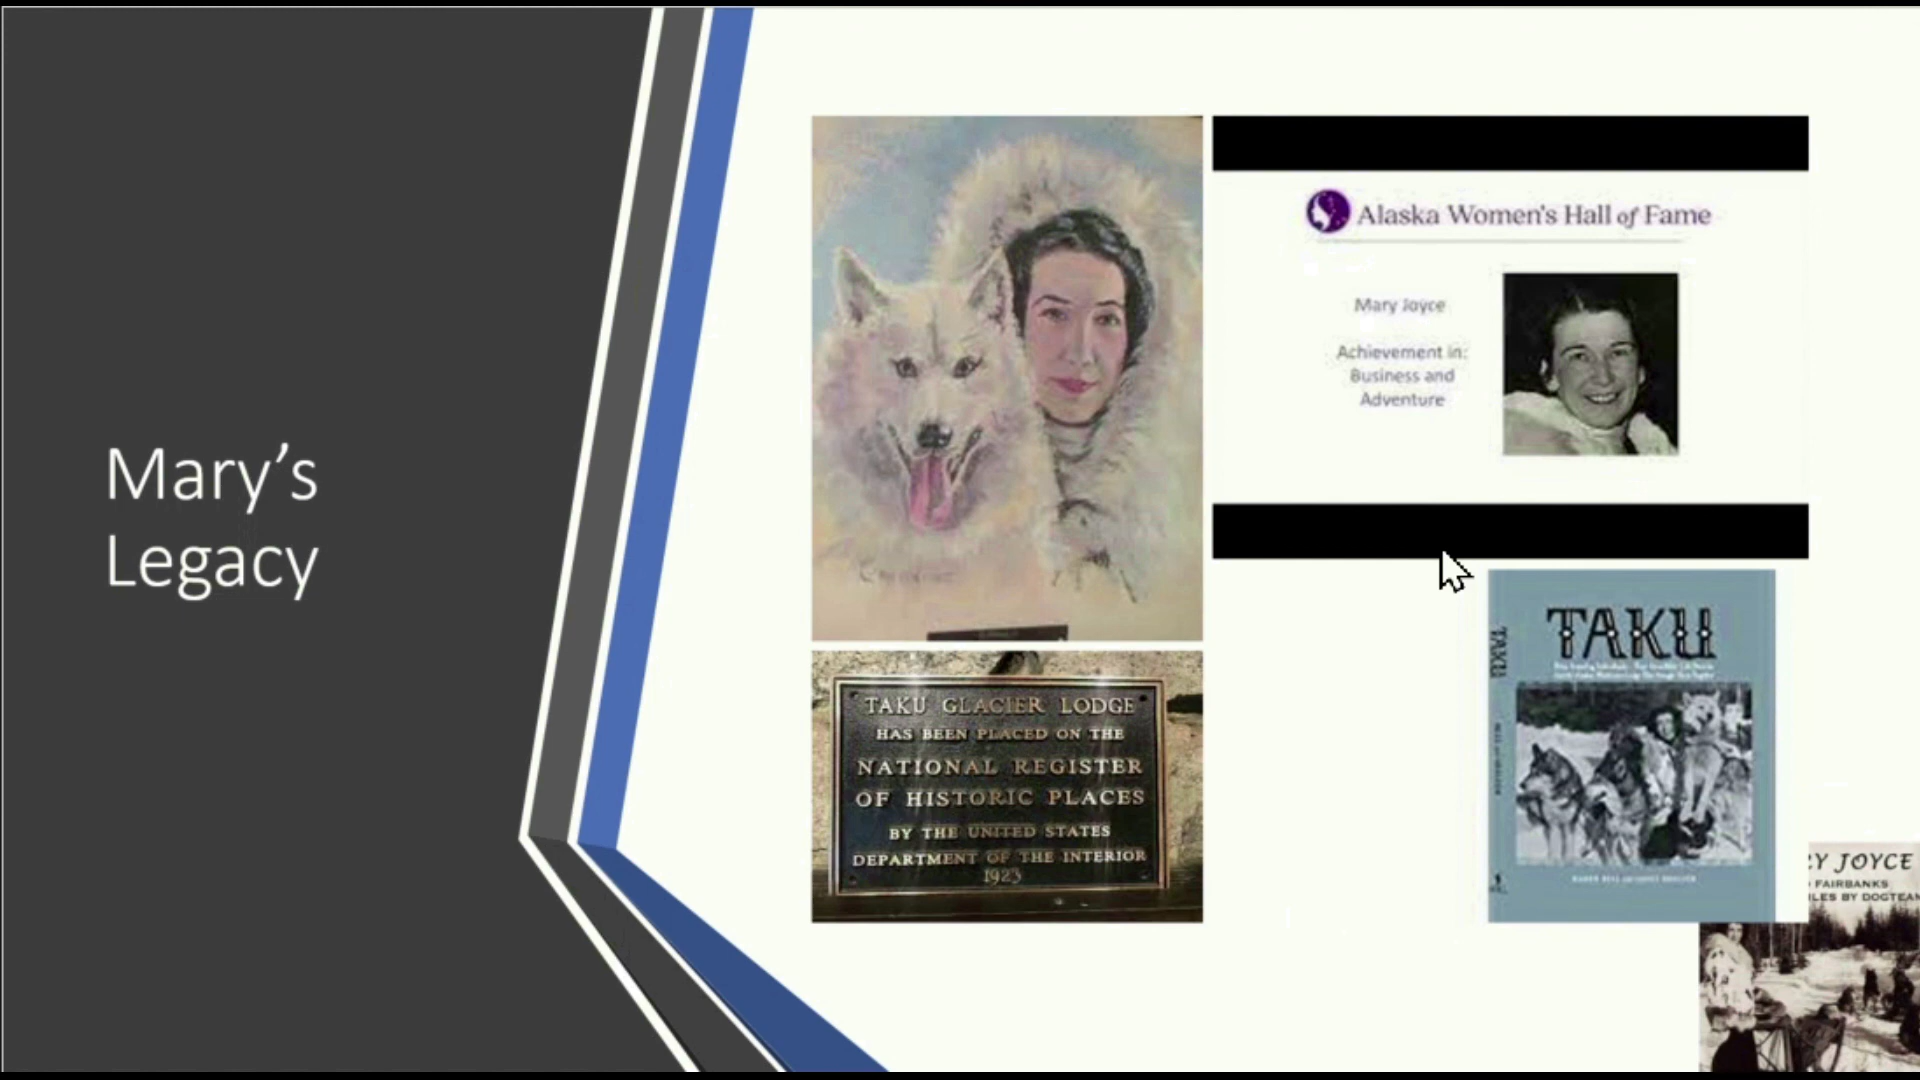 Mary's
Legacy
Alaska Women's Hall of Fame
Mary Joyce
Achievement in:
Business and
Adventure
TAKU GLACIER LODGE
HAS BEEN PLACED ON THE
NATIONAL REGISTER
OF HISTORIC PLACES
BY THE UNITED STATES
DEPARTMENT OF THE INTERIOR
1923
TAKU
TAKU
JOYCE
FAIRBANKS
BY DOGTEAM